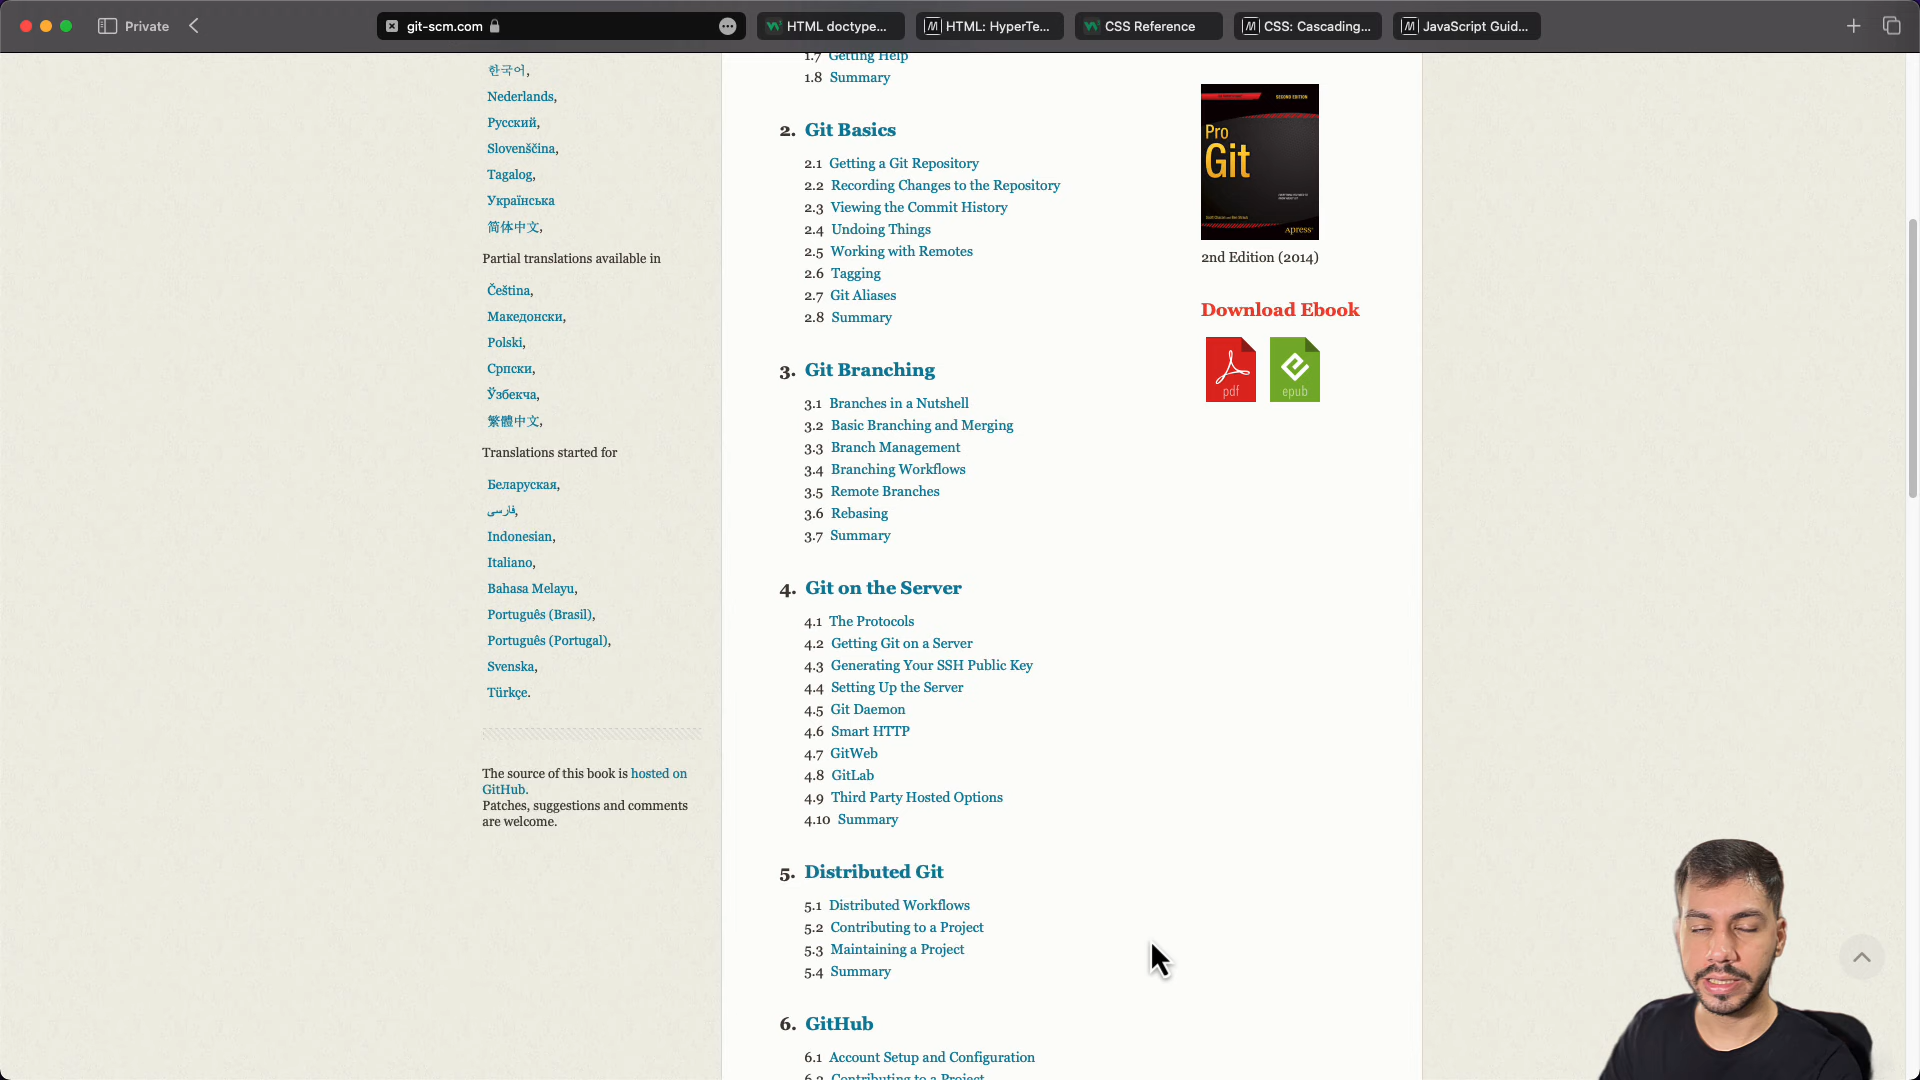 Private
git-scm.com
HTML doctype...
HTML: HyperTe...
CSS Reference
CSS: Cascading...
JavaScript Guid...
한국어,
Nederlands,
Русский,
Slovenščina,
Tagalog,
Українська
简体中文,
Partial translations available in
Čeština,
Македонски,
Polski,
Српски,
Ўзбекча,
繁體中文,
Translations started for
Беларуская,
فارسی,
Indonesian,
Italiano,
Bahasa Melayu,
Português (Brasil),
Português (Portugal),
Svenska,
Türkçe.
The source of this book is hosted on
GitHub.
Patches, suggestions and comments
are welcome.
1.7 Getting Help
1.8 Summary
2. Git Basics
2.1 Getting a Git Repository
2.2 Recording Changes to the Repository
2.3 Viewing the Commit History
2.4 Undoing Things
2.5 Working with Remotes
2.6 Tagging
2.7 Git Aliases
2.8 Summary
3. Git Branching
3.1 Branches in a Nutshell
3.2 Basic Branching and Merging
3.3 Branch Management
3.4 Branching Workflows
3.5 Remote Branches
3.6 Rebasing
3.7 Summary
4. Git on the Server
4.1 The Protocols
4.2 Getting Git on a Server
4.3 Generating Your SSH Public Key
4.4 Setting Up the Server
4.5 Git Daemon
4.6 Smart HTTP
4.7 GitWeb
4.8 GitLab
4.9 Third Party Hosted Options
4.10 Summary
5. Distributed Git
5.1 Distributed Workflows
5.2 Contributing to a Project
5.3 Maintaining a Project
5.4 Summary
6. GitHub
6.1 Account Setup and Configuration
6.2 Contributing to a Project
SECOND EDITION
Pro
Git
Apress®
2nd Edition (2014)
Download Ebook
pdf
epub